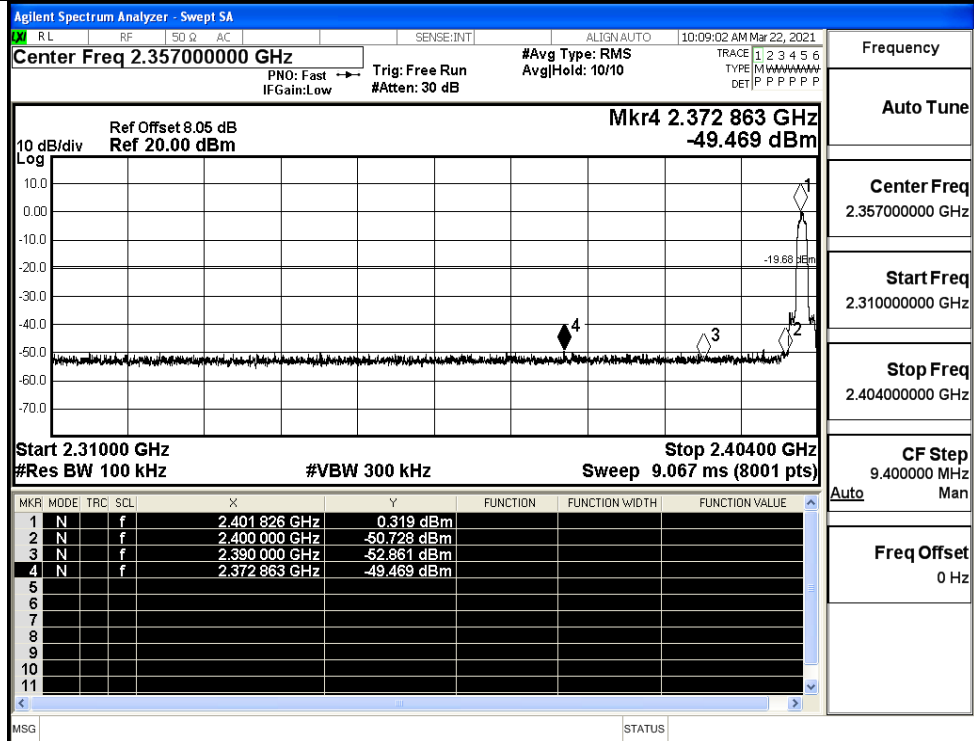 Agilent Spectrum Analyzer - Swept SA
LXI RL RF 50 Ω AC SENSE:INT ALIGN AUTO 10:09:02 AM Mar 22, 2021
Center Freq 2.357000000 GHz
PNO: Fast
IFGain:Low
Trig: Free Run
#Atten: 30 dB
#Avg Type: RMS
Avg|Hold: 10/10
TRACE 1 2 3 4 5 6
TYPE M WWWWW
DET P P P P P P
Mkr4 2.372 863 GHz
-49.469 dBm
Ref Offset 8.05 dB
10 dB/div Ref 20.00 dBm
Log
10.0
0.00
-10.0
-20.0
-30.0
-40.0
-50.0
-60.0
-70.0
1
-19.68 dBm
4
3
2
Start 2.31000 GHz Stop 2.40400 GHz
#Res BW 100 kHz #VBW 300 kHz Sweep 9.067 ms (8001 pts)
MKR MODE TRC SCL X Y FUNCTION FUNCTION WIDTH FUNCTION VALUE
1 N f 2.401 826 GHz 0.319 dBm
2 N f 2.400 000 GHz -50.728 dBm
3 N f 2.390 000 GHz -52.861 dBm
4 N f 2.372 863 GHz -49.469 dBm
5
6
7
8
9
10
11
MSG STATUS
Frequency
Auto Tune
Center Freq
2.357000000 GHz
Start Freq
2.310000000 GHz
Stop Freq
2.404000000 GHz
CF Step
9.400000 MHz
Auto Man
Freq Offset
0 Hz